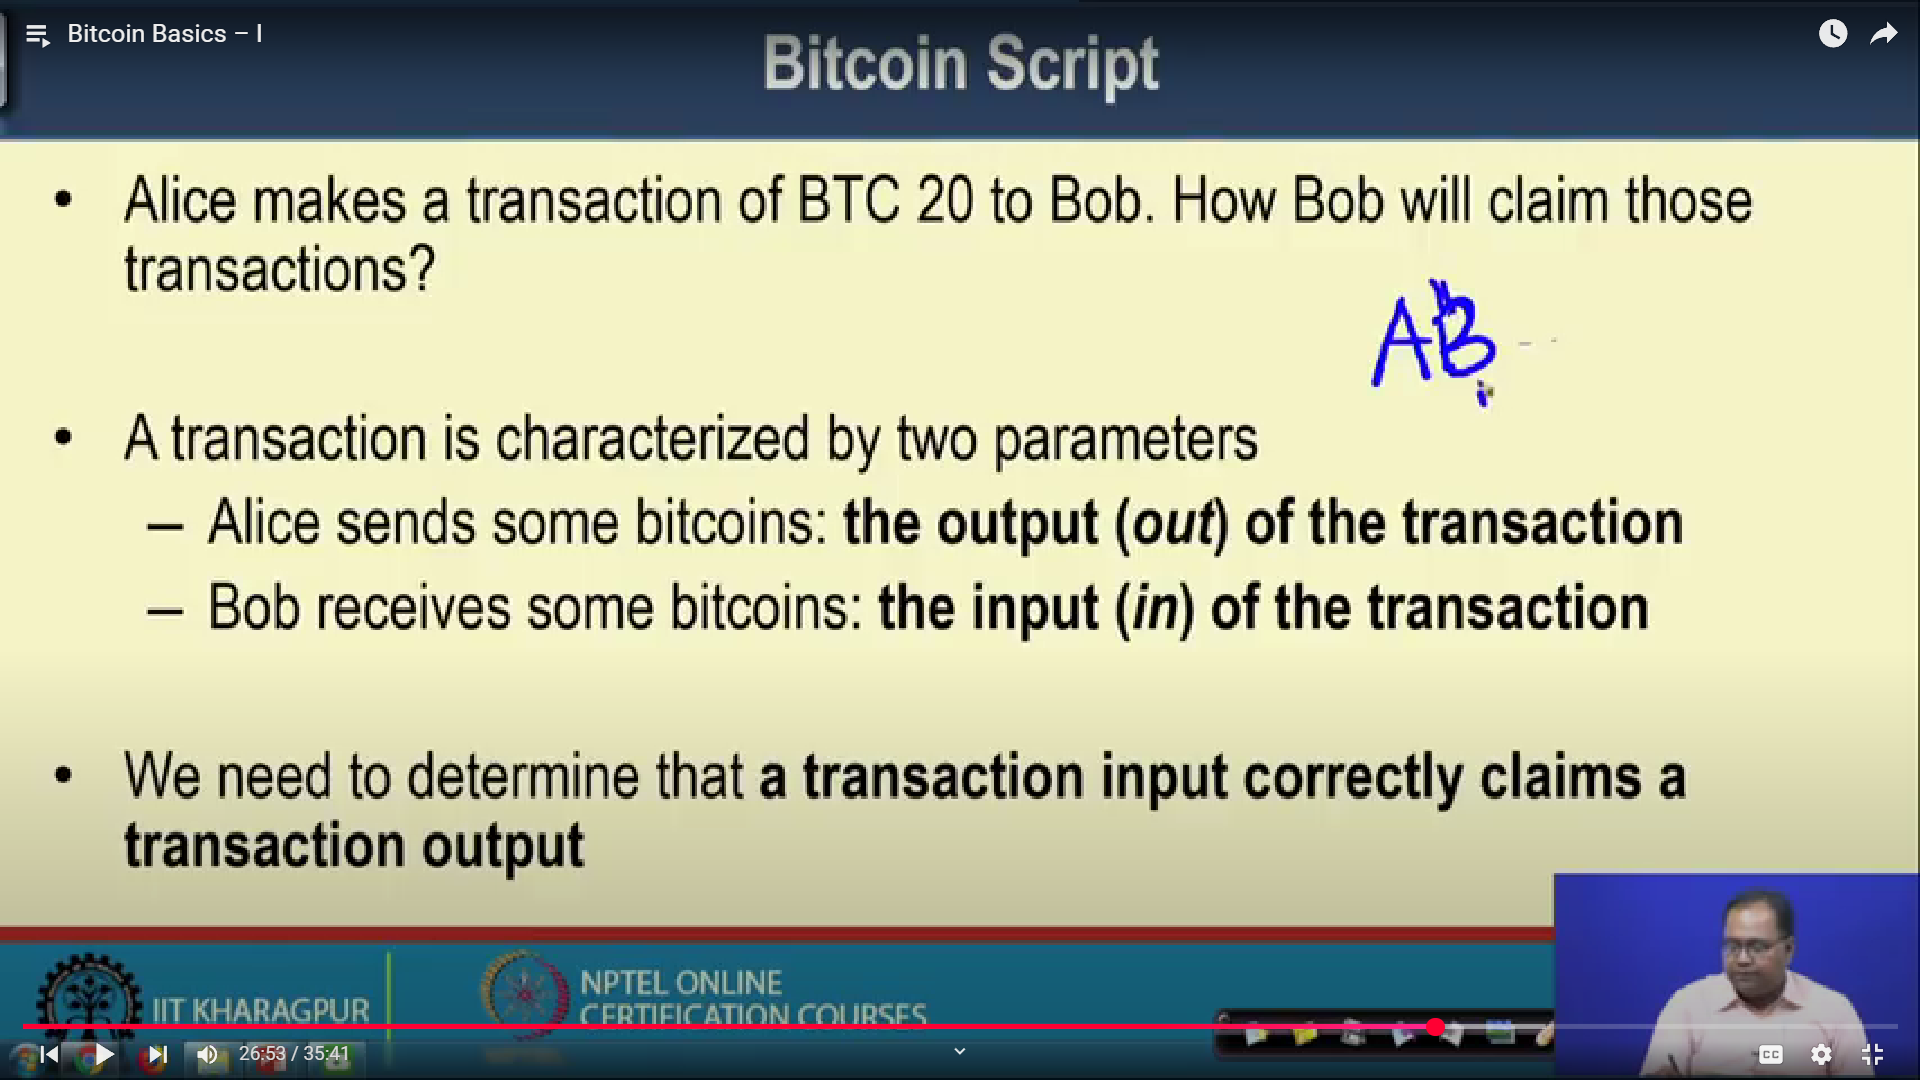 Bitcoin Basics – I
Bitcoin Script
• Alice makes a transaction of BTC 20 to Bob. How Bob will claim those
transactions?
AB
• A transaction is characterized by two parameters
– Alice sends some bitcoins: the output (out) of the transaction
– Bob receives some bitcoins: the input (in) of the transaction
• We need to determine that a transaction input correctly claims a
transaction output
IIT KHARAGPUR
NPTEL ONLINE
CERTIFICATION COURSES
26:53 / 35:41
CC